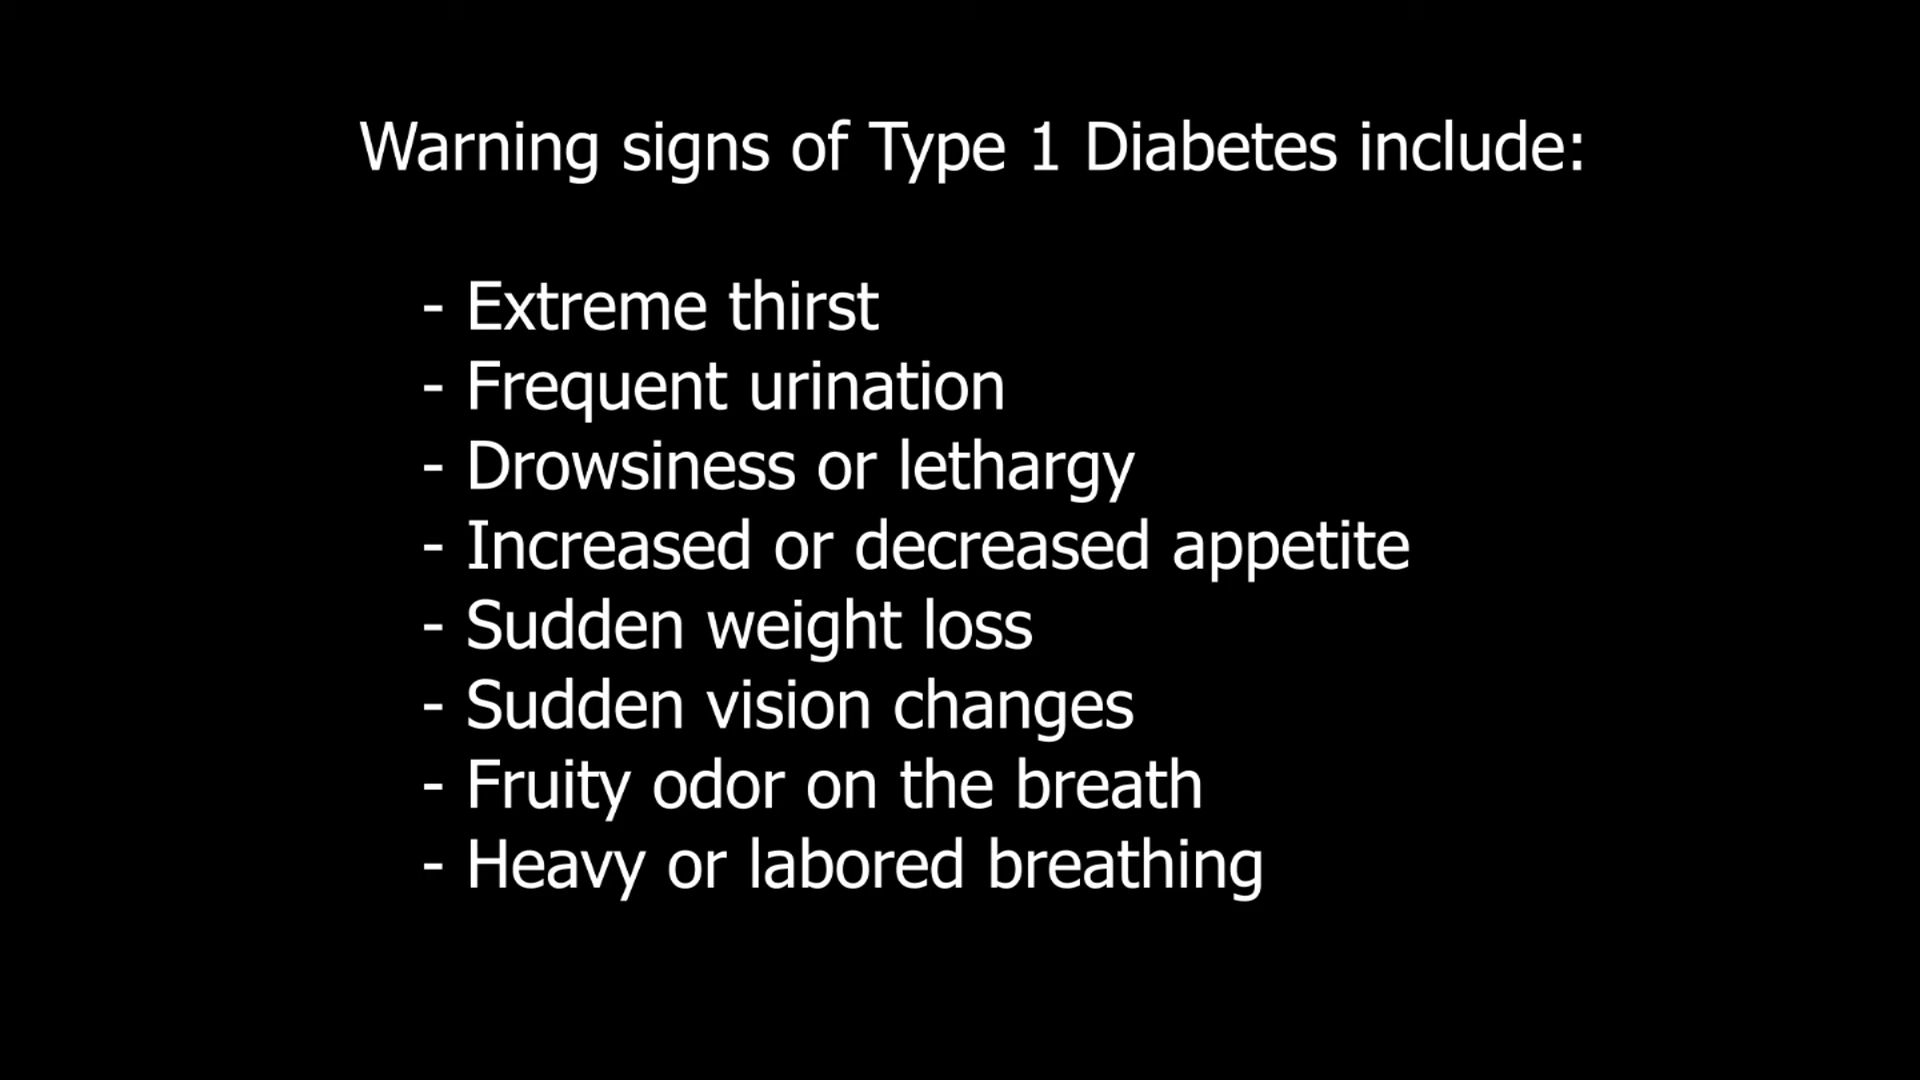 Warning signs of Type 1 Diabetes include:
- Extreme thirst
- Frequent urination
- Drowsiness or lethargy
- Increased or decreased appetite
- Sudden weight loss
- Sudden vision changes
- Fruity odor on the breath
- Heavy or labored breathing